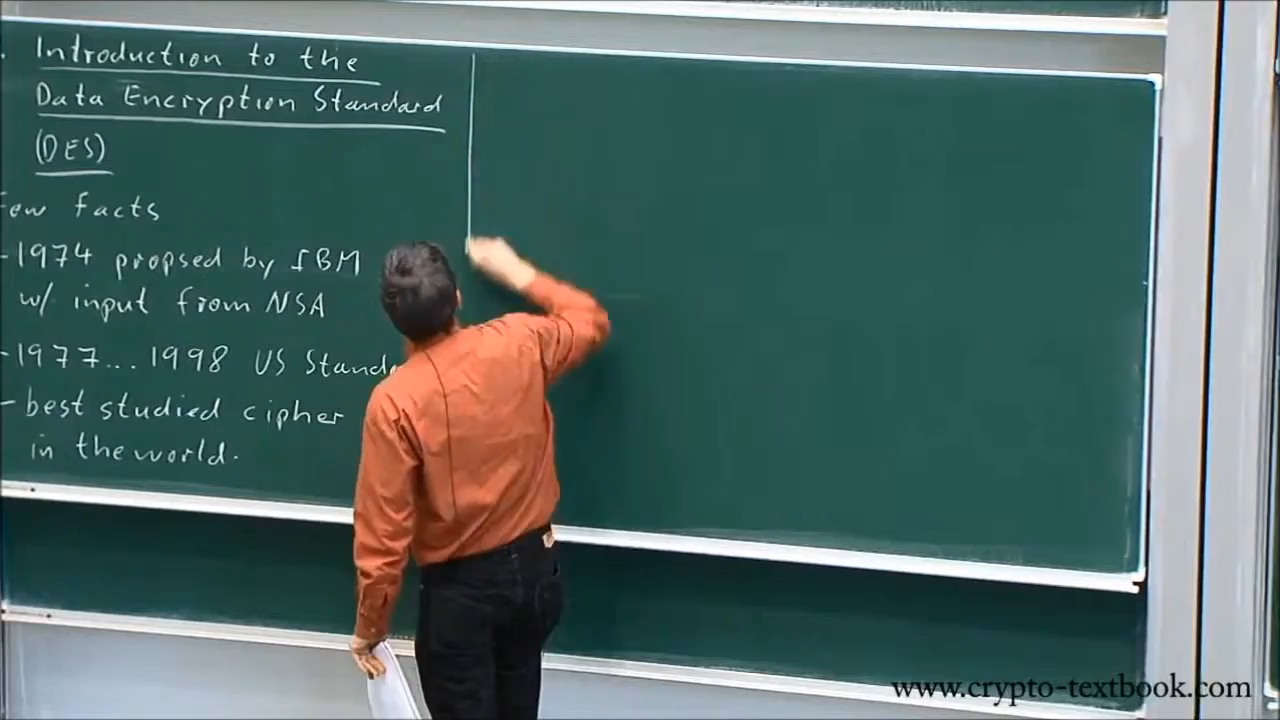 Introduction to the
Data Encryption Standard
(DES)
Few facts
-1974 propsed by IBM
w/ input from NSA
-1977...1998 US
- best studied cipher
in the world.
www.crypto-textbook.com